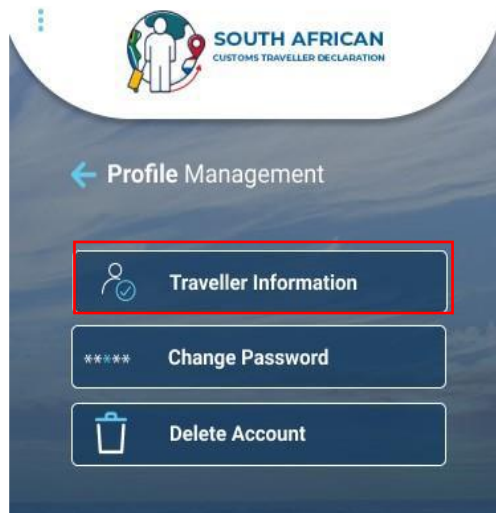 SOUTH AFRICAN
CUSTOMS TRAVELLER DECLARATION
Profile Management
Traveller Information
***** Change Password
Delete Account